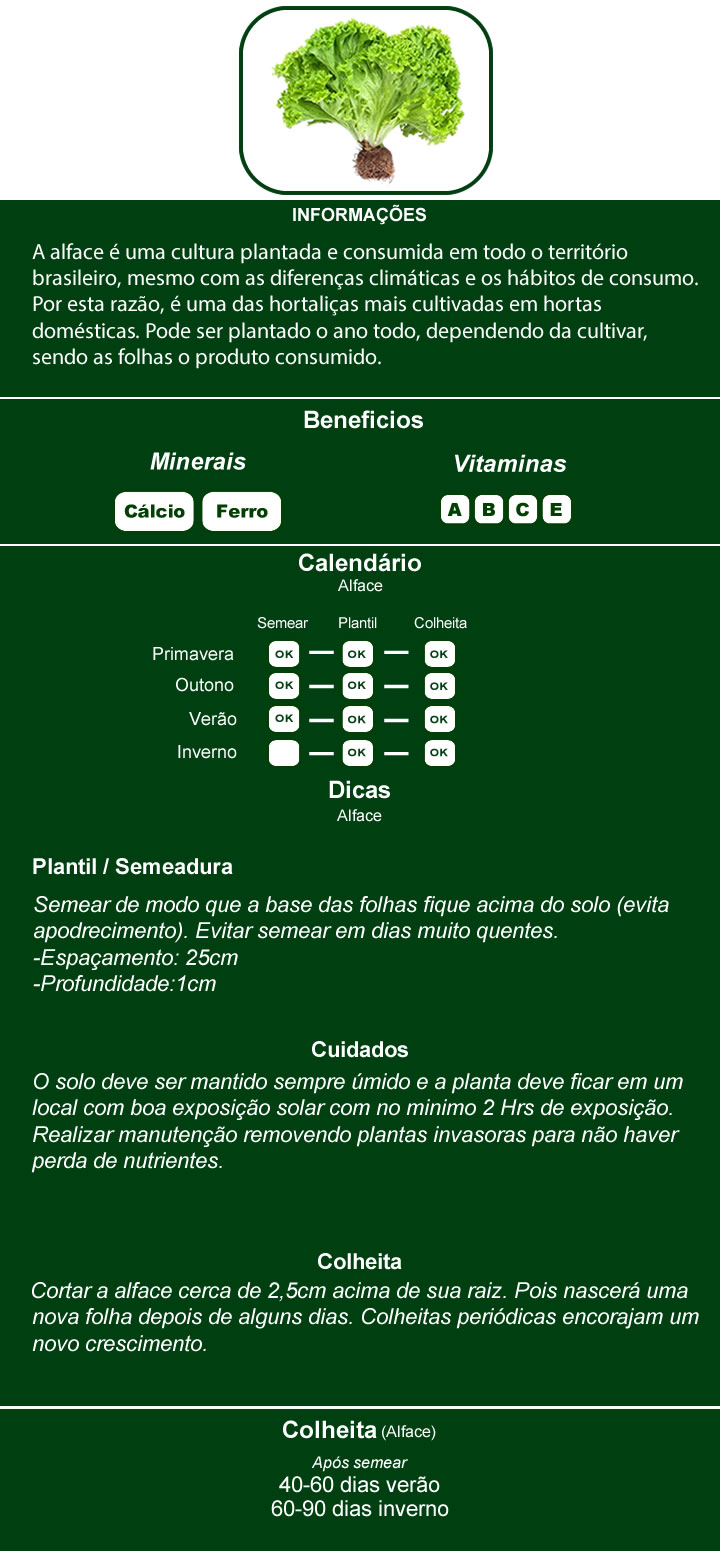 INFORMAÇÕES
A alface é uma cultura plantada e consumida em todo o território
brasileiro, mesmo com as diferenças climáticas e os hábitos de consumo.
Por esta razão, é uma das hortaliças mais cultivadas em hortas
domésticas. Pode ser plantado o ano todo, dependendo da cultivar,
sendo as folhas o produto consumido.
Beneficios
Minerais
Vitaminas
Cálcio Ferro
A B C E
Calendário
Alface
Semear Plantil Colheita
Primavera OK — OK — OK
Outono OK — OK — OK
Verão OK — OK — OK
Inverno — OK — OK
Dicas
Alface
Plantil / Semeadura
Semear de modo que a base das folhas fique acima do solo (evita
apodrecimento). Evitar semear em dias muito quentes.
-Espaçamento: 25cm
-Profundidade:1cm
Cuidados
O solo deve ser mantido sempre úmido e a planta deve ficar em um
local com boa exposição solar com no minimo 2 Hrs de exposição.
Realizar manutenção removendo plantas invasoras para não haver
perda de nutrientes.
Colheita
Cortar a alface cerca de 2,5cm acima de sua raiz. Pois nascerá uma
nova folha depois de alguns dias. Colheitas periódicas encorajam um
novo crescimento.
Colheita (Alface)
Após semear
40-60 dias verão
60-90 dias inverno